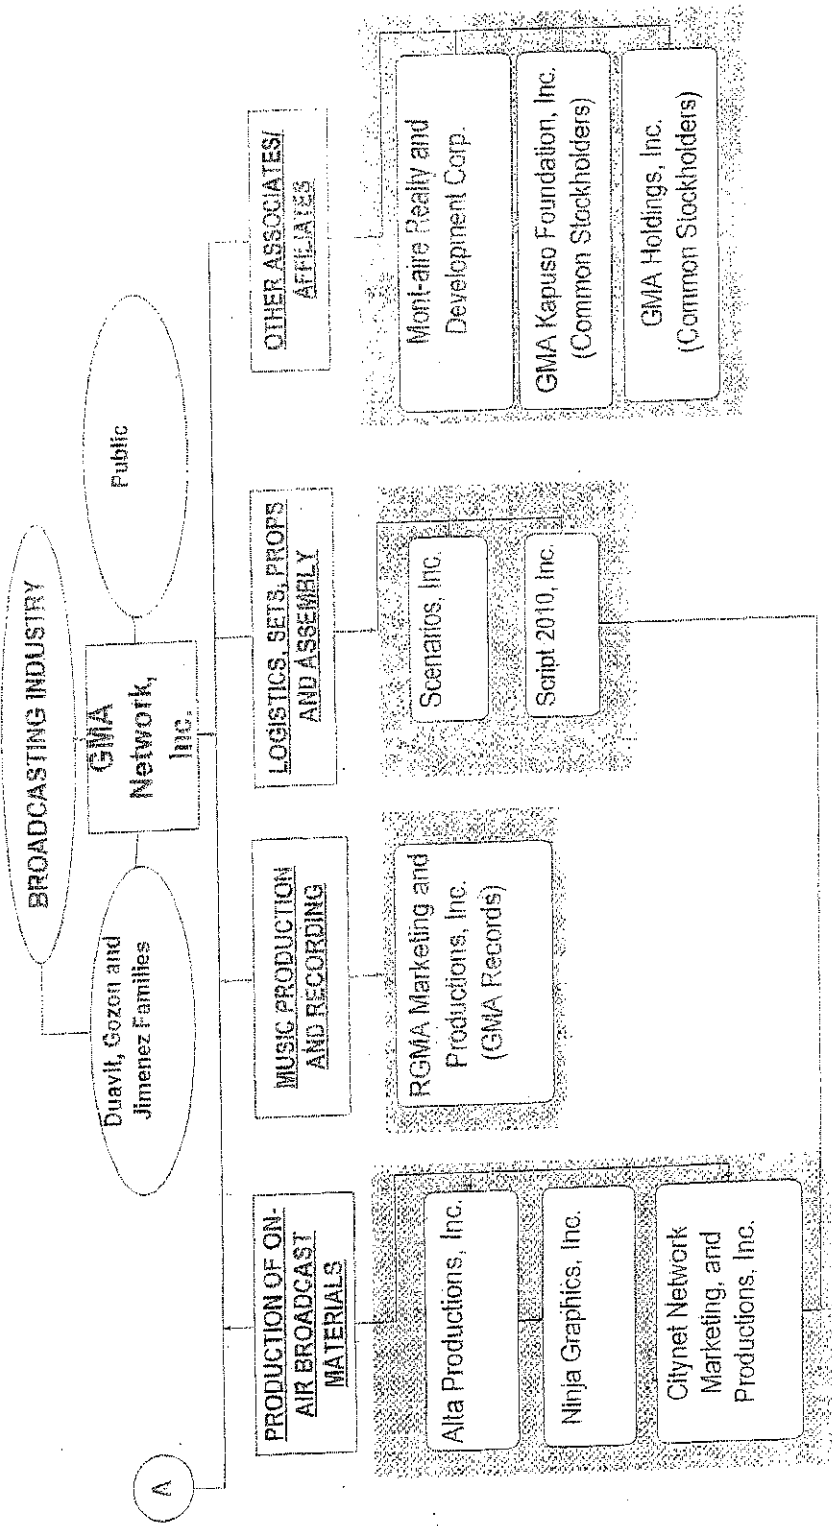 BROADCASTING INDUSTRY
Duavit, Gozon and
Jimenez Families
GMA
Network,
Inc.
Public
A
PRODUCTION OF ON-
AIR BROADCAST
MATERIALS
Alta Productions, Inc.
Ninja Graphics, Inc.
Citynet Network
Marketing, and
Productions, Inc.
MUSIC PRODUCTION
AND RECORDING
RGMA Marketing and
Productions, Inc.
(GMA Records)
LOGISTICS, SETS, PROPS
AND ASSEMBLY
Scenarios, Inc.
Script 2010, Inc.
OTHER ASSOCIATES/
AFFILIATES
Mont-aire Realty and
Development Corp.
GMA Kapuso Foundation, Inc.
(Common Stockholders)
GMA Holdings, Inc.
(Common Stockholders)